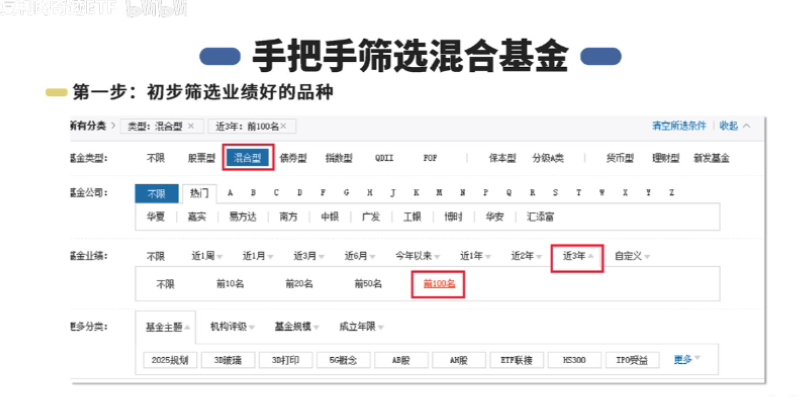 手把手筛选混合基金
第一步：初步筛选业绩好的品种
所有分类 > 类型：混合型 × 近3年：前100名× 清空所选条件 | 收起
基金类型： 不限 股票型 混合型 债券型 指数型 QDII FOF | 保本型 分级A类 | 货币型 理财型 新发基金
基金公司： 不限 热门 A B C D F G H J K M N P Q R S T W X Y Z
华夏 | 嘉实 | 易方达 | 南方 | 中银 | 广发 | 工银 | 博时 | 华安 | 汇添富
基金业绩： 不限 近1周 近1月 近3月 近6月 今年以来 近1年 近2年 近3年 自定义
不限 前10名 前20名 前50名 前100名
更多分类： 基金主题 机构评级 基金规模 成立年限
2025规划 3D玻璃 3D打印 5G概念 AB股 AH股 ETF联接 HS300 IPO受益 更多